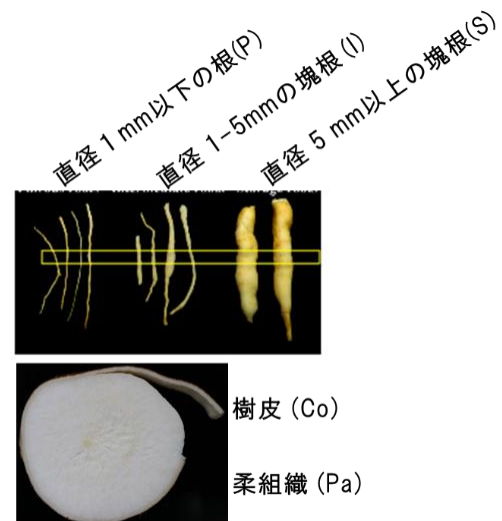 直径 1 mm以下の根(P)
直径 1-5mmの塊根(I)
直径 5 mm以上の塊根(S)
樹皮 (Co)
柔組織 (Pa)